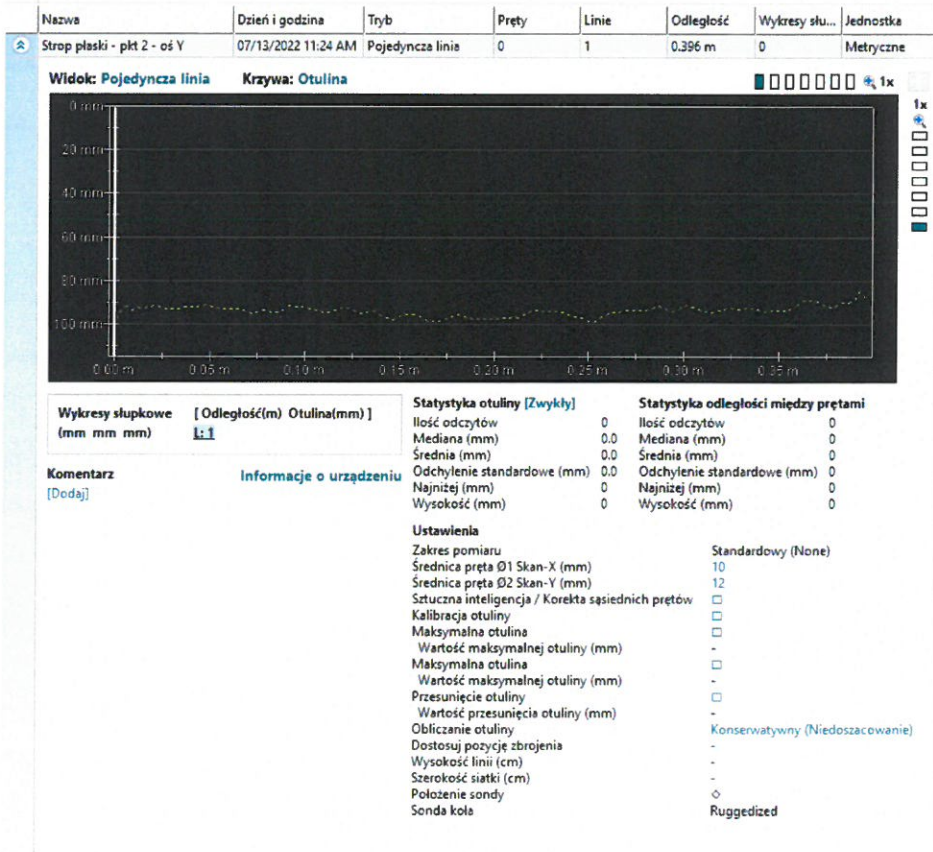 Nazwa Dzień i godzina Tryb Pręty Linie Odległość Wykresy słu... Jednostka
Strop płaski - pkt 2 - oś Y 07/13/2022 11:24 AM Pojedyncza linia 0 1 0.396 m 0 Metryczne
Widok: Pojedyncza linia Krzywa: Otulina 1x
1x
0 mm
20 mm
40 mm
60 mm
80 mm
100 mm
0.00 m 0.05 m 0.10 m 0.15 m 0.20 m 0.25 m 0.30 m 0.35 m
Wykresy słupkowe [ Odległość(m) Otulina(mm) ]
(mm mm mm) L: 1
Komentarz Informacje o urządzeniu
[Dodaj]
Statystyka otuliny [Zwykły]
Ilość odczytów 0
Mediana (mm) 0.0
Średnia (mm) 0.0
Odchylenie standardowe (mm) 0.0
Najniżej (mm) 0
Wysokość (mm) 0
Statystyka odległości między prętami
Ilość odczytów 0
Mediana (mm) 0
Średnia (mm) 0
Odchylenie standardowe (mm) 0
Najniżej (mm) 0
Wysokość (mm) 0
Ustawienia
Zakres pomiaru Standardowy (None)
Średnica pręta Ø1 Skan-X (mm) 10
Średnica pręta Ø2 Skan-Y (mm) 12
Sztuczna inteligencja / Korekta sąsiednich prętów
Kalibracja otuliny
Maksymalna otulina
Wartość maksymalnej otuliny (mm) -
Maksymalna otulina
Wartość maksymalnej otuliny (mm) -
Przesunięcie otuliny
Wartość przesunięcia otuliny (mm) -
Obliczanie otuliny Konserwatywny (Niedoszacowanie)
Dostosuj pozycję zbrojenia -
Wysokość linii (cm) -
Szerokość siatki (cm) -
Położenie sondy
Sonda koła Ruggedized